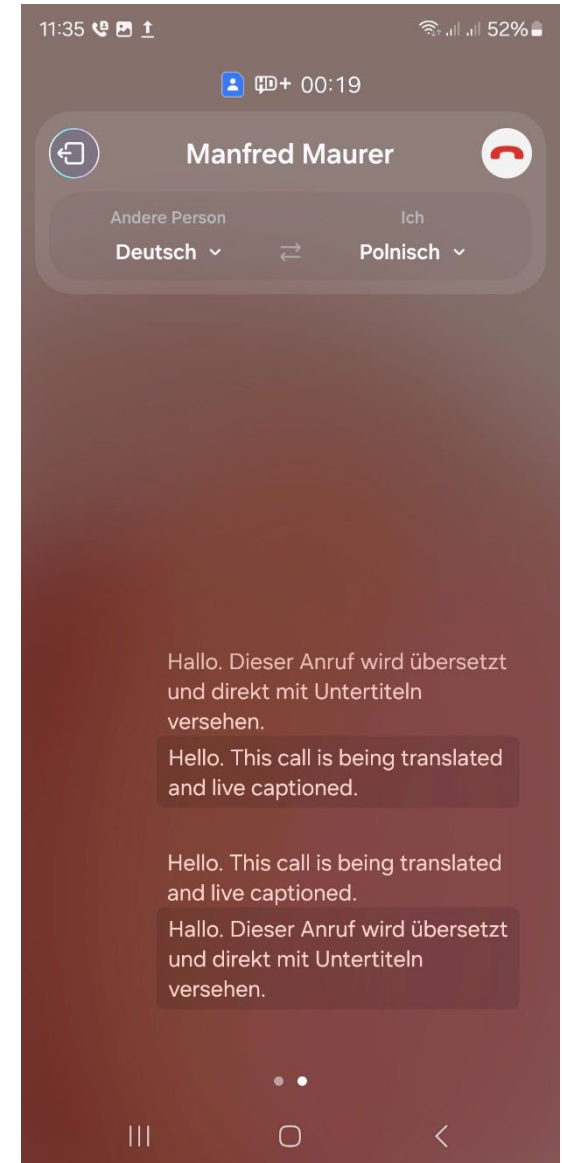 11:35 52%
HD+ 00:19
Manfred Maurer
Andere Person Ich
Deutsch Polnisch
Hallo. Dieser Anruf wird übersetzt
und direkt mit Untertiteln
versehen.
Hello. This call is being translated
and live captioned.
Hello. This call is being translated
and live captioned.
Hallo. Dieser Anruf wird übersetzt
und direkt mit Untertiteln
versehen.